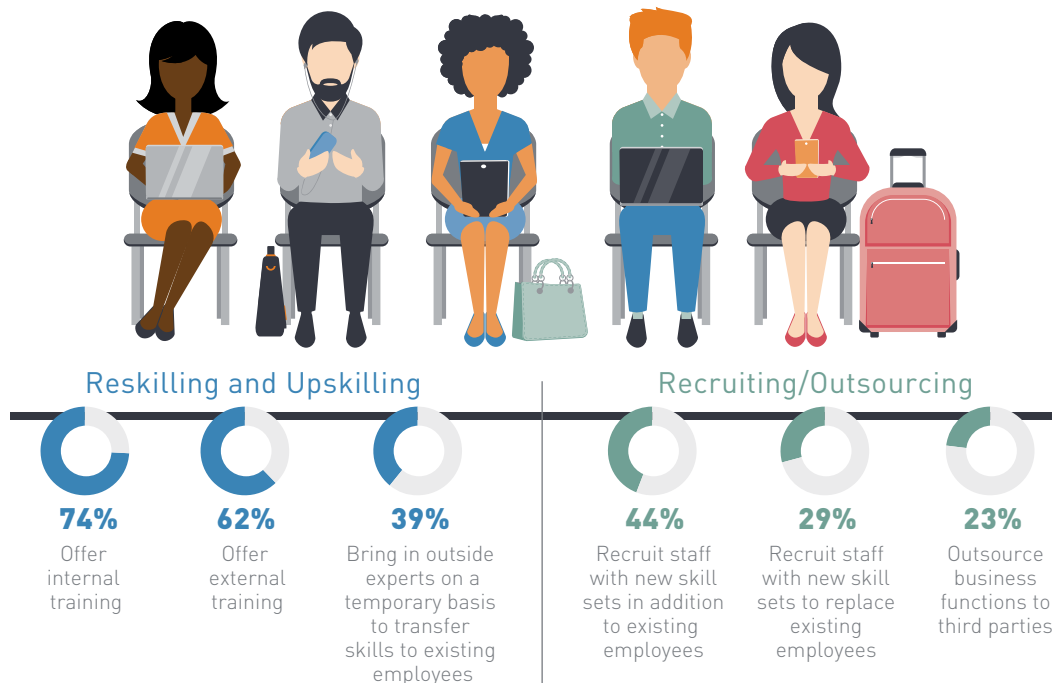 Reskilling and Upskilling
74%
Offer
internal
training
62%
Offer
external
training
39%
Bring in outside
experts on a
temporary basis
to transfer
skills to existing
employees
Recruiting/Outsourcing
44%
Recruit staff
with new skill
sets in addition
to existing
employees
29%
Recruit staff
with new skill
sets to replace
existing
employees
23%
Outsource
business
functions to
third parties